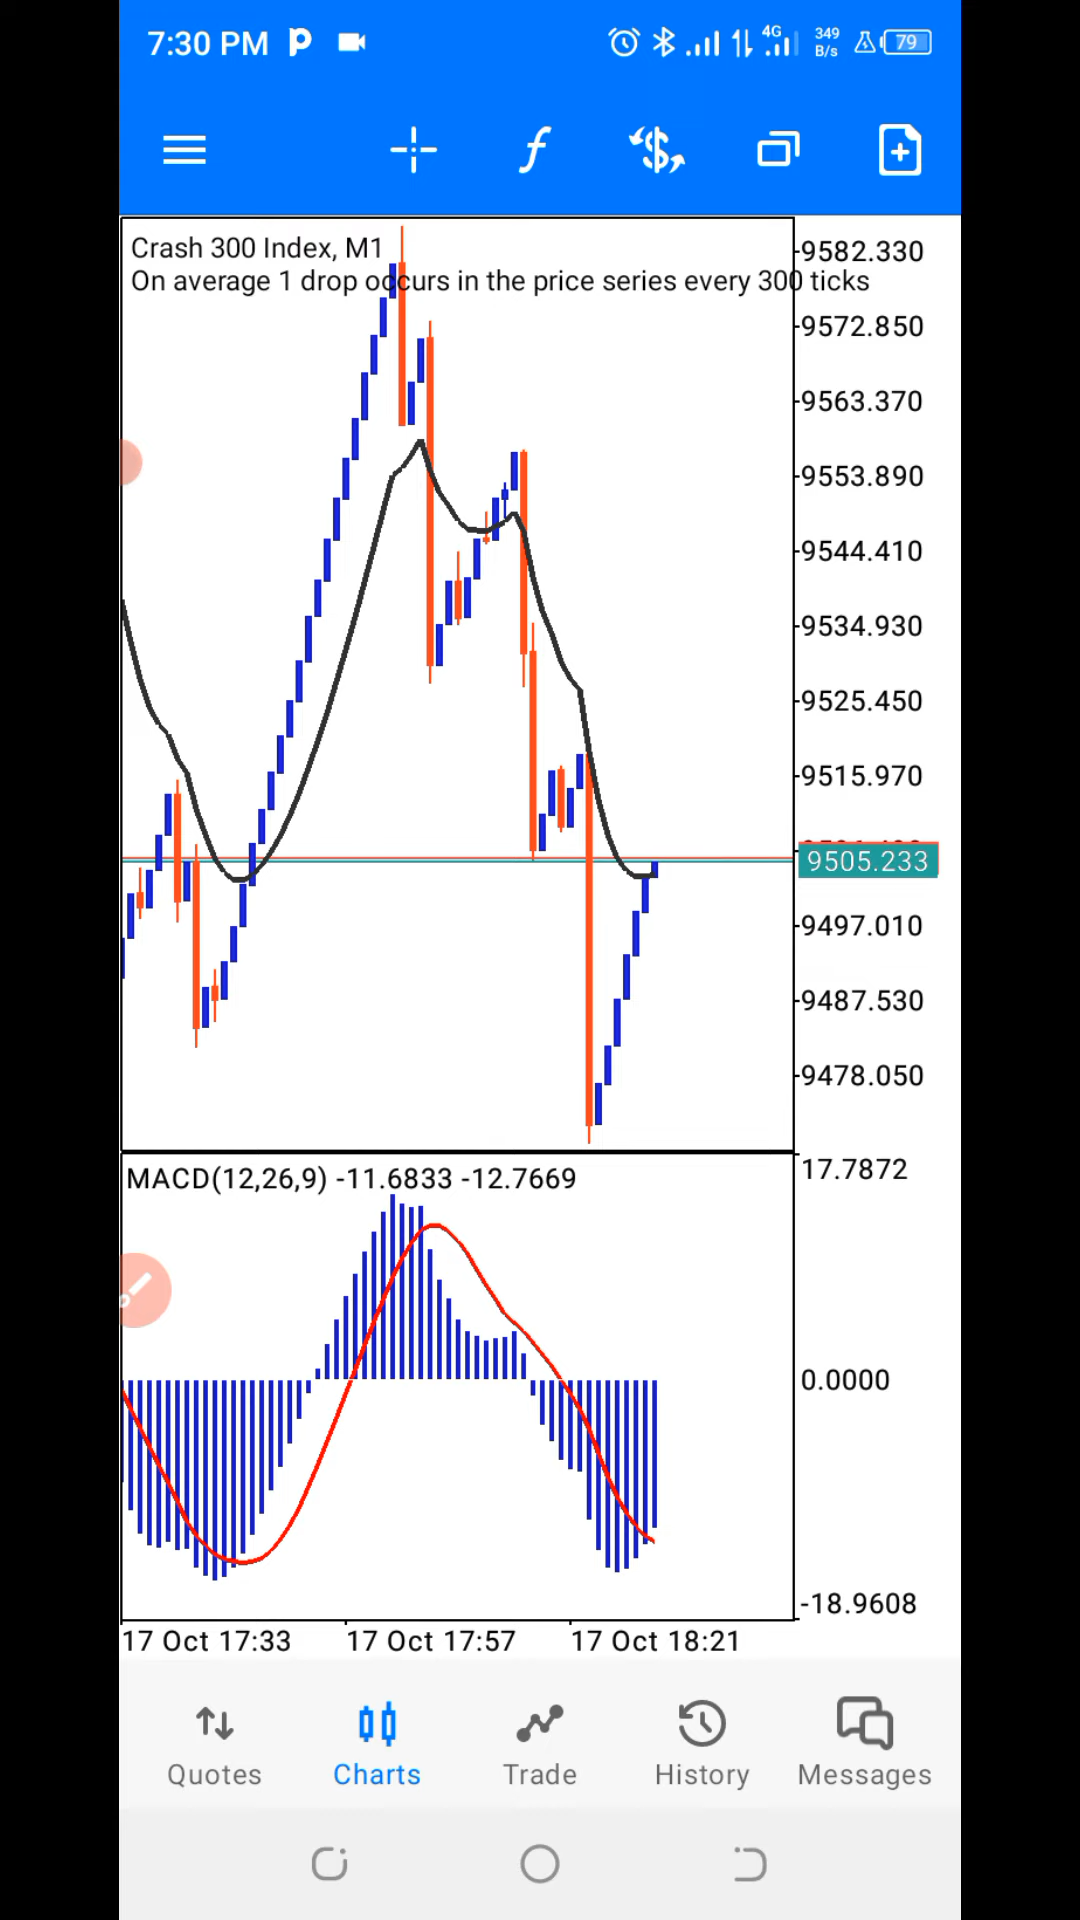 7:30 PM
4G
349
B/s
79
Crash 300 Index, M1
On average 1 drop occurs in the price series every 300 ticks
9582.330
9572.850
9563.370
9553.890
9544.410
9534.930
9525.450
9515.970
9505.233
9497.010
9487.530
9478.050
MACD(12,26,9) -11.6833 -12.7669
17.7872
0.0000
-18.9608
17 Oct 17:33
17 Oct 17:57
17 Oct 18:21
Quotes
Charts
Trade
History
Messages